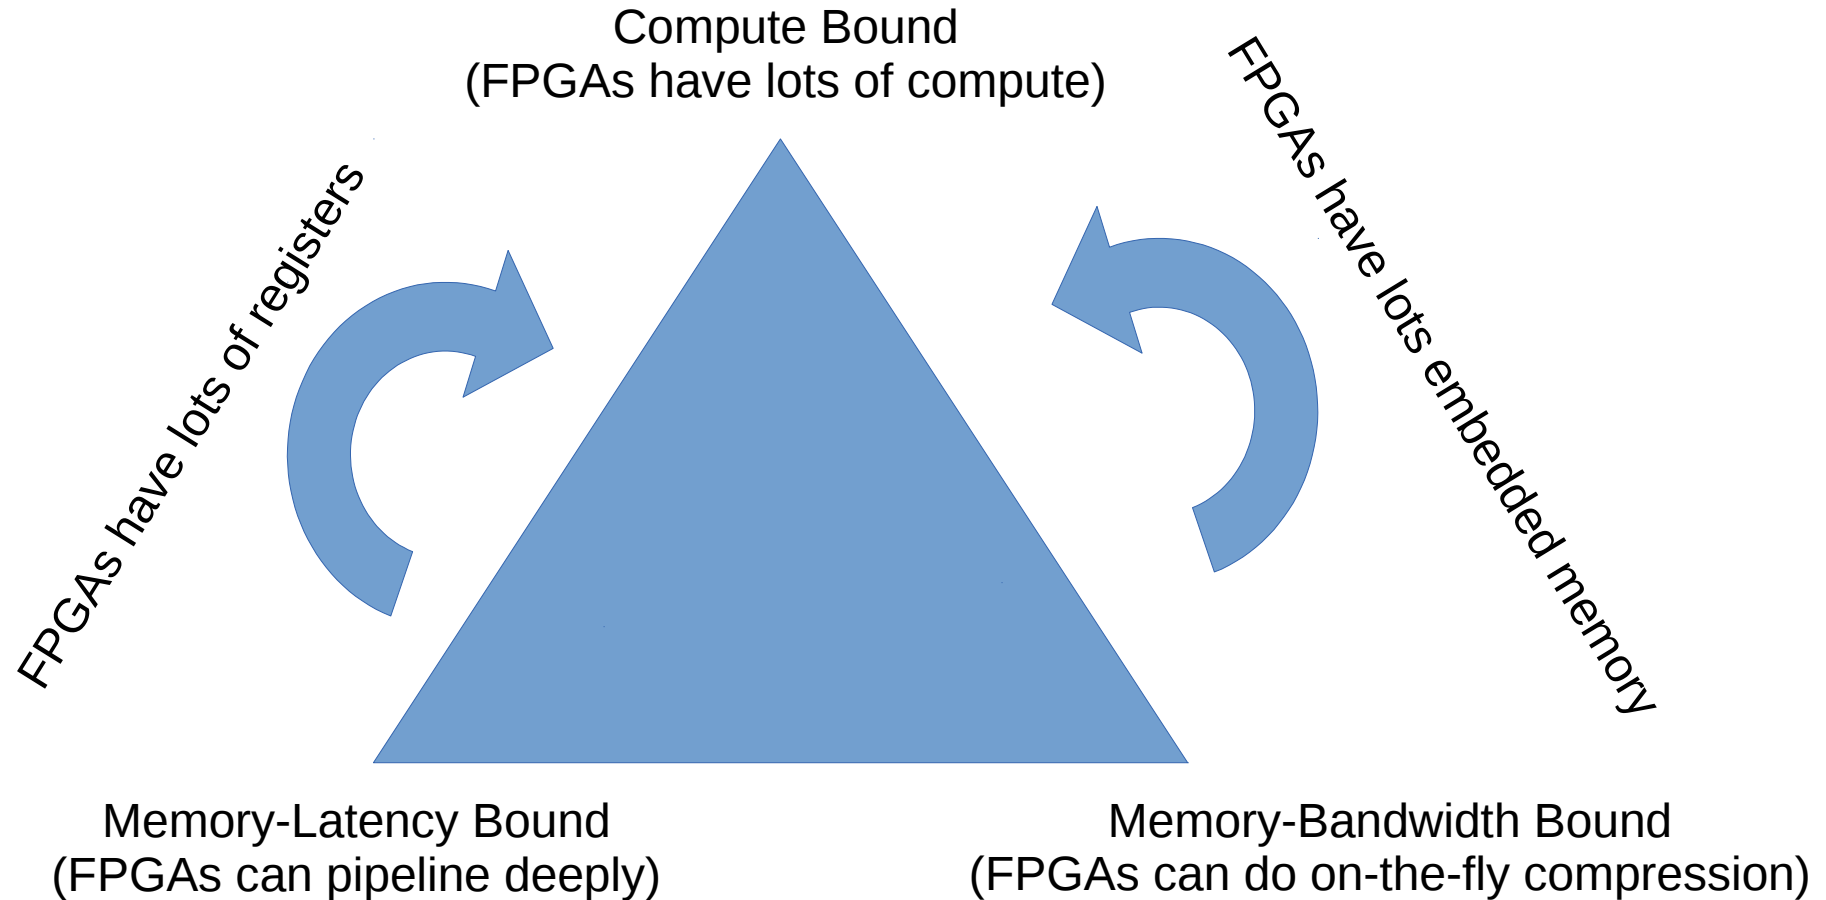 Compute Bound
(FPGAs have lots of compute)
FPGAs have lots of registers
FPGAs have lots embedded memory
Memory-Latency Bound
(FPGAs can pipeline deeply)
Memory-Bandwidth Bound
(FPGAs can do on-the-fly compression)